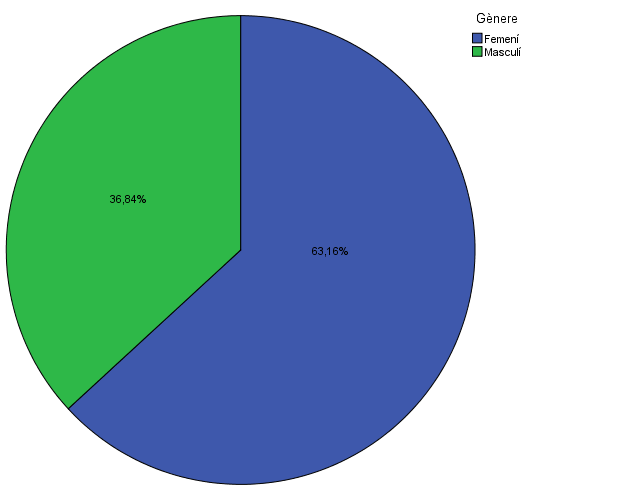 Gènere
Femení
Masculí
36,84%
63,16%